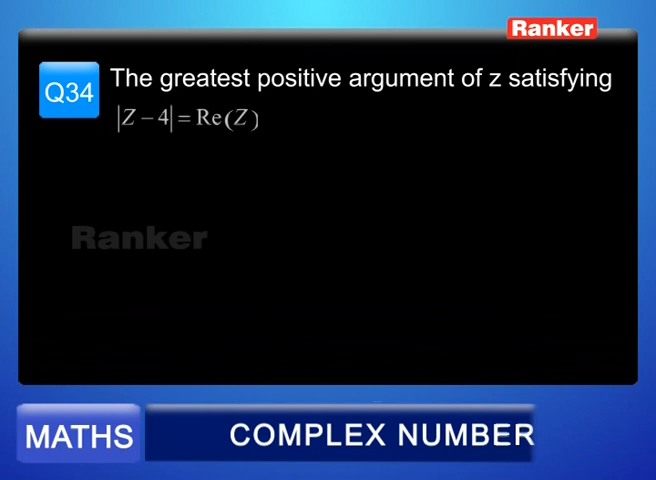 Ranker
Q34
The greatest positive argument of z satisfying
|Z − 4| = Re(Z)
Ranker
MATHS
COMPLEX NUMBER